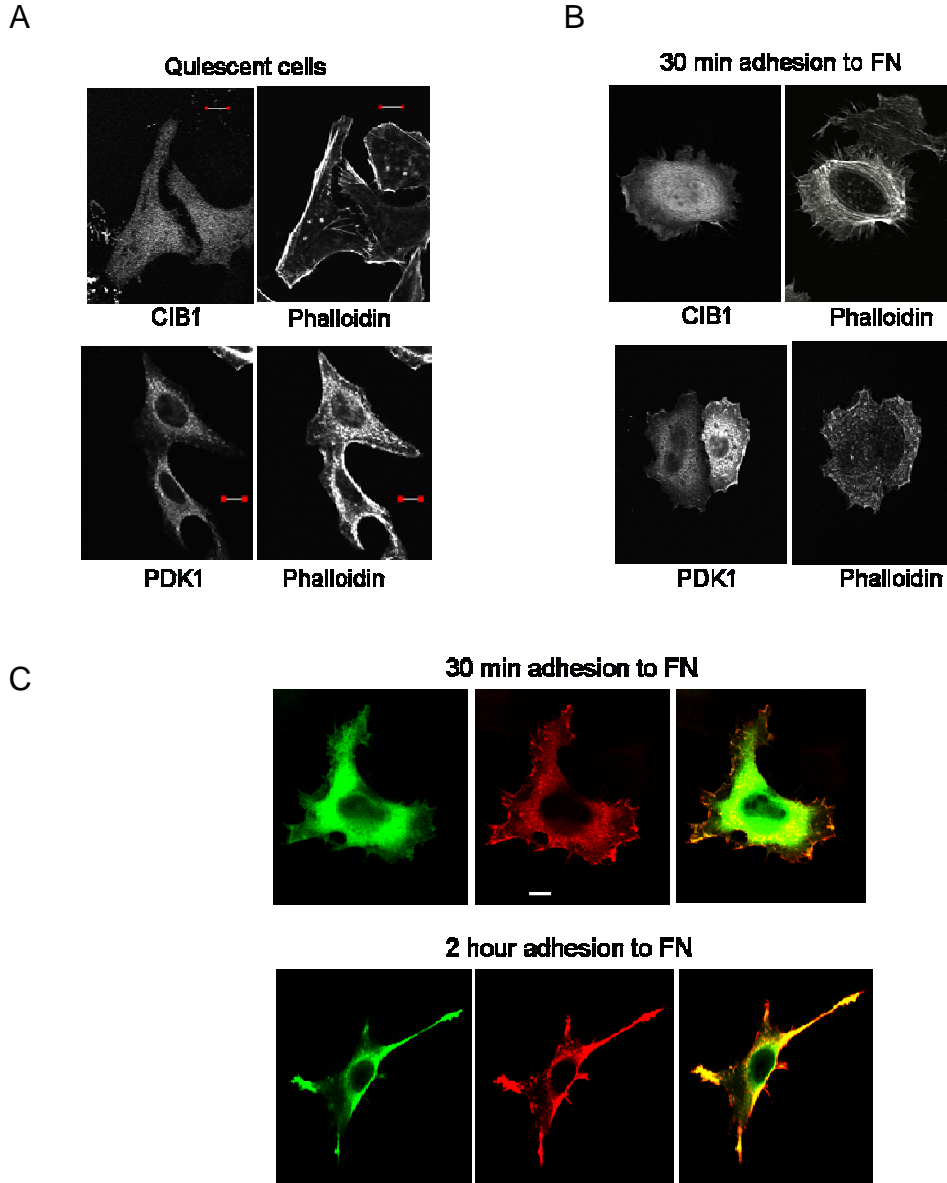 A
Quiescent cells
CIB1
Phalloidin
PDK1
Phalloidin
B
30 min adhesion to FN
CIB1
Phalloidin
PDK1
Phalloidin
C
30 min adhesion to FN
2 hour adhesion to FN